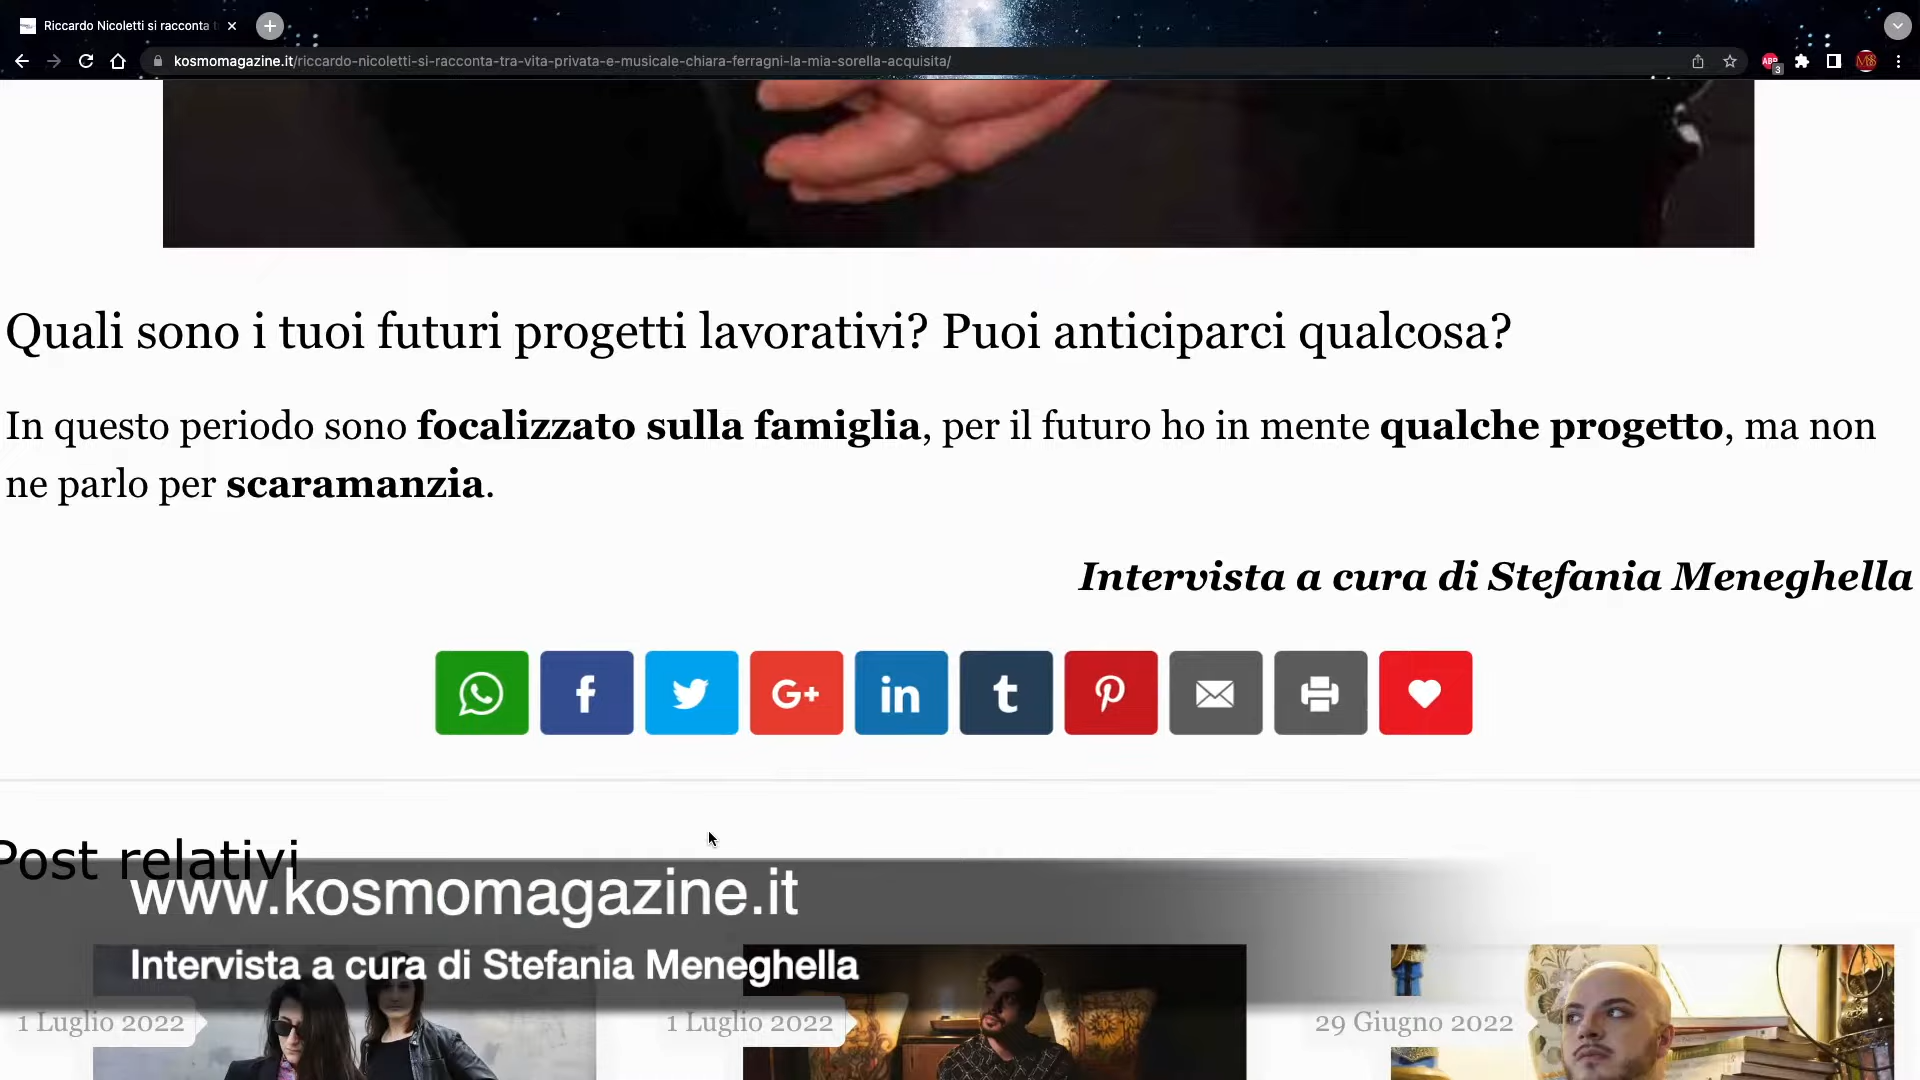 Riccardo Nicoletti si racconta
kosmomagazine.it/riccardo-nicoletti-si-racconta-tra-vita-privata-e-musicale-chiara-ferragni-la-mia-sorella-acquisita/
ABP
3
Quali sono i tuoi futuri progetti lavorativi? Puoi anticiparci qualcosa?
In questo periodo sono focalizzato sulla famiglia, per il futuro ho in mente qualche progetto, ma non
ne parlo per scaramanzia.
Intervista a cura di Stefania Meneghella
f
G+
in
t
Post relativi
www.kosmomagazine.it
Intervista a cura di Stefania Meneghella
1 Luglio 2022
1 Luglio 2022
29 Giugno 2022